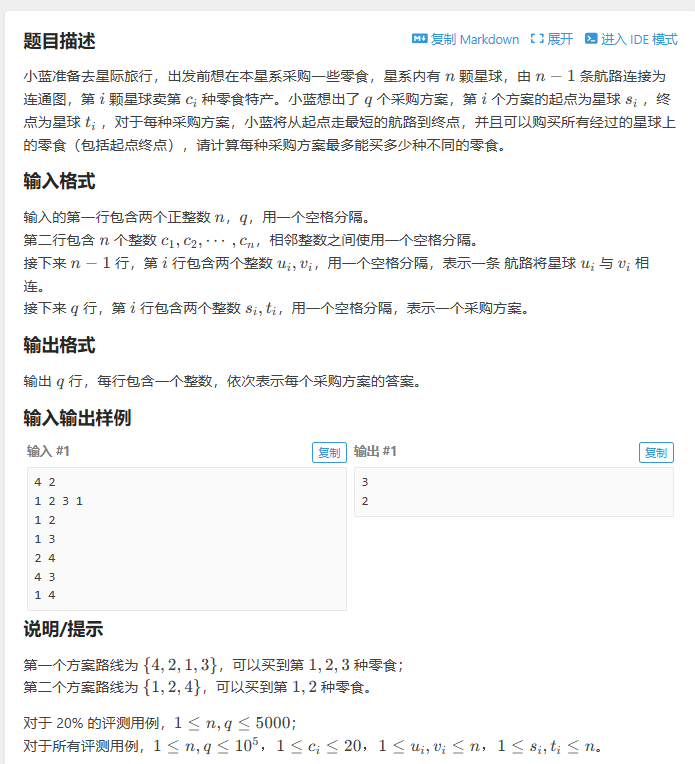 题目描述
复制 Markdown 展开 进入 IDE 模式
小蓝准备去星际旅行，出发前想在本星系采购一些零食，星系内有 n 颗星球，由 n − 1 条航路连接为
连通图，第 i 颗星球卖第 c_i 种零食特产。小蓝想出了 q 个采购方案，第 i 个方案的起点为星球 s_i ，终
点为星球 t_i ，对于每种采购方案，小蓝将从起点走最短的航路到终点，并且可以购买所有经过的星球上
的零食（包括起点终点），请计算每种采购方案最多能买多少种不同的零食。
输入格式
输入的第一行包含两个正整数 n，q，用一个空格分隔。
第二行包含 n 个整数 c_1, c_2, ⋯ , c_n，相邻整数之间使用一个空格分隔。
接下来 n − 1 行，第 i 行包含两个整数 u_i, v_i，用一个空格分隔，表示一条 航路将星球 u_i 与 v_i 相
连。
接下来 q 行，第 i 行包含两个整数 s_i, t_i，用一个空格分隔，表示一个采购方案。
输出格式
输出 q 行，每行包含一个整数，依次表示每个采购方案的答案。
输入输出样例
输入 #1 复制
4 2
1 2 3 1
1 2
1 3
2 4
4 3
1 4
输出 #1 复制
3
2
说明/提示
第一个方案路线为 {4, 2, 1, 3}，可以买到第 1, 2, 3 种零食；
第二个方案路线为 {1, 2, 4}，可以买到第 1, 2 种零食。
对于 20% 的评测用例，1 ≤ n, q ≤ 5000；
对于所有评测用例，1 ≤ n, q ≤ 10^5，1 ≤ c_i ≤ 20，1 ≤ u_i, v_i ≤ n，1 ≤ s_i, t_i ≤ n。